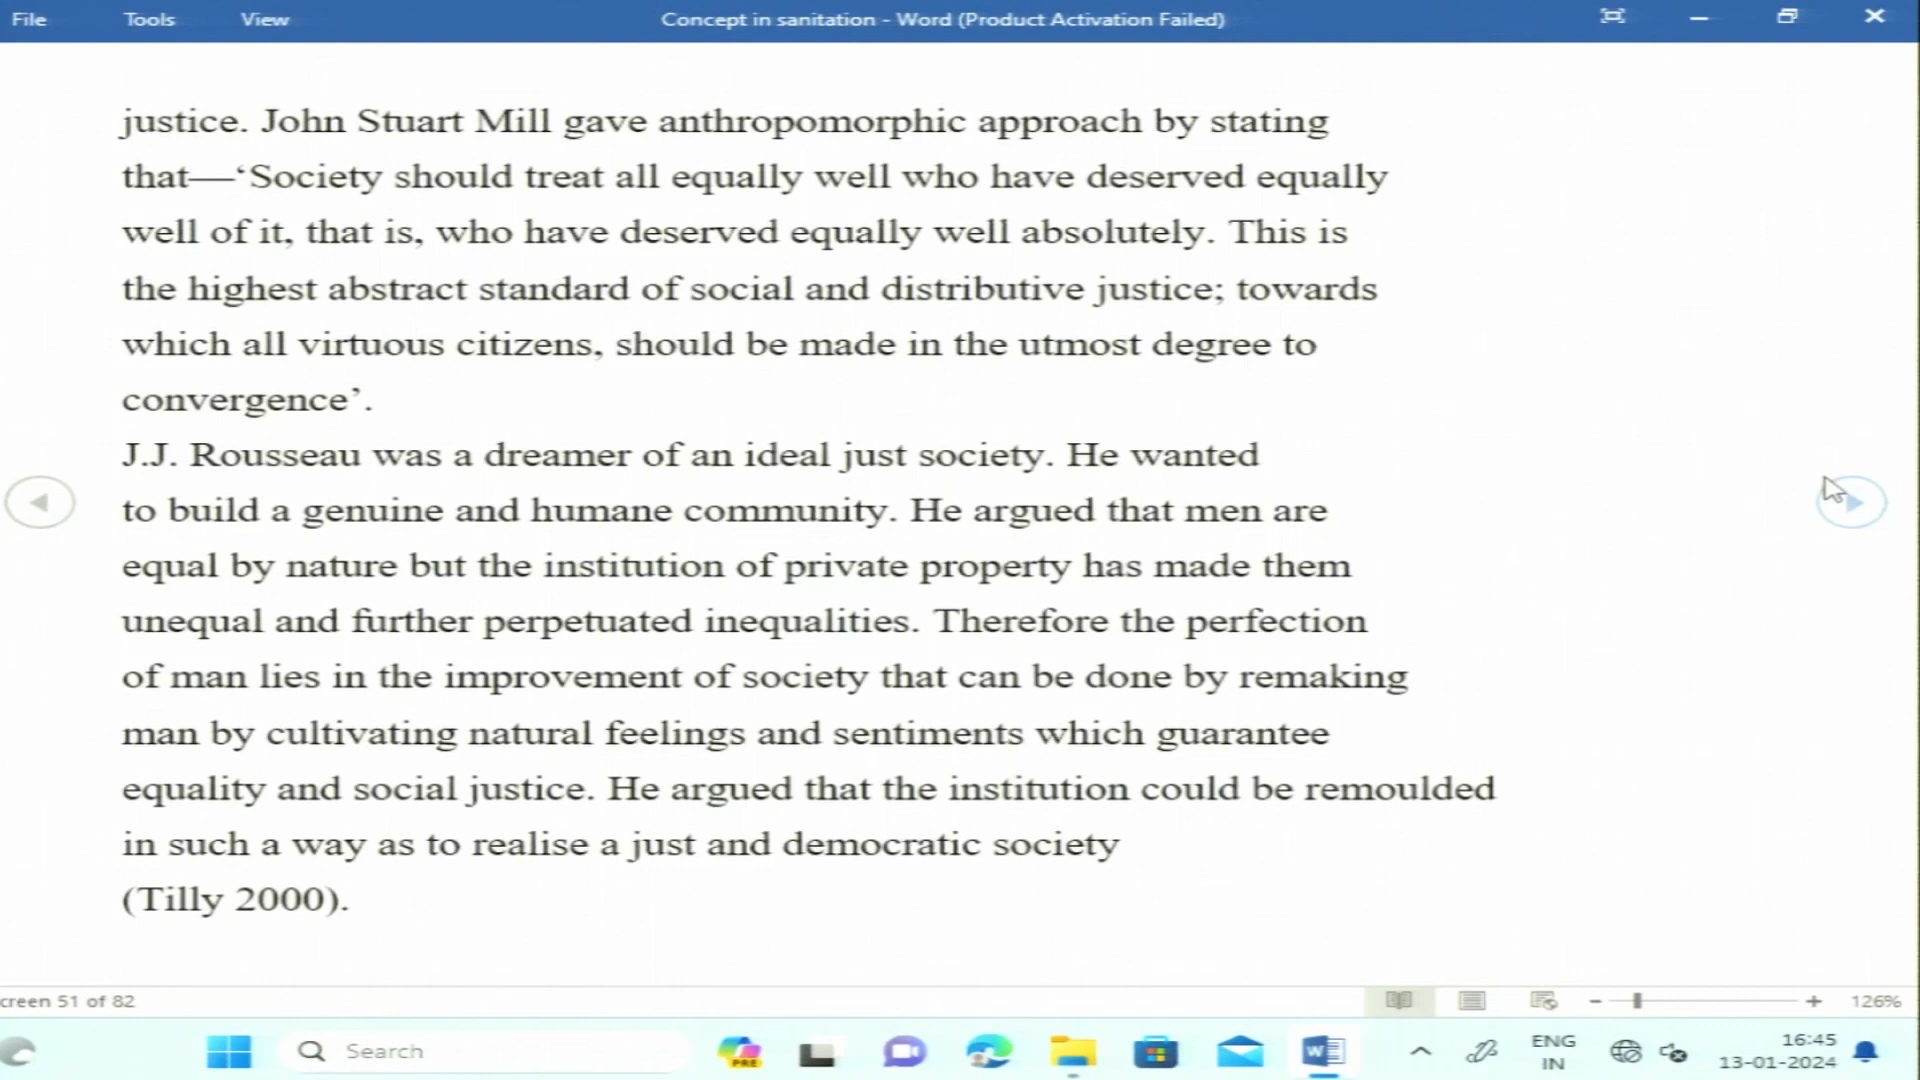 File Tools View Concept in sanitation - Word (Product Activation Failed)
justice. John Stuart Mill gave anthropomorphic approach by stating
that—‘Society should treat all equally well who have deserved equally
well of it, that is, who have deserved equally well absolutely. This is
the highest abstract standard of social and distributive justice; towards
which all virtuous citizens, should be made in the utmost degree to
convergence’.
J.J. Rousseau was a dreamer of an ideal just society. He wanted
to build a genuine and humane community. He argued that men are
equal by nature but the institution of private property has made them
unequal and further perpetuated inequalities. Therefore the perfection
of man lies in the improvement of society that can be done by remaking
man by cultivating natural feelings and sentiments which guarantee
equality and social justice. He argued that the institution could be remoulded
in such a way as to realise a just and democratic society
(Tilly 2000).
creen 51 of 82 126%
Search PRE W ENG 16:45
IN 13-01-2024